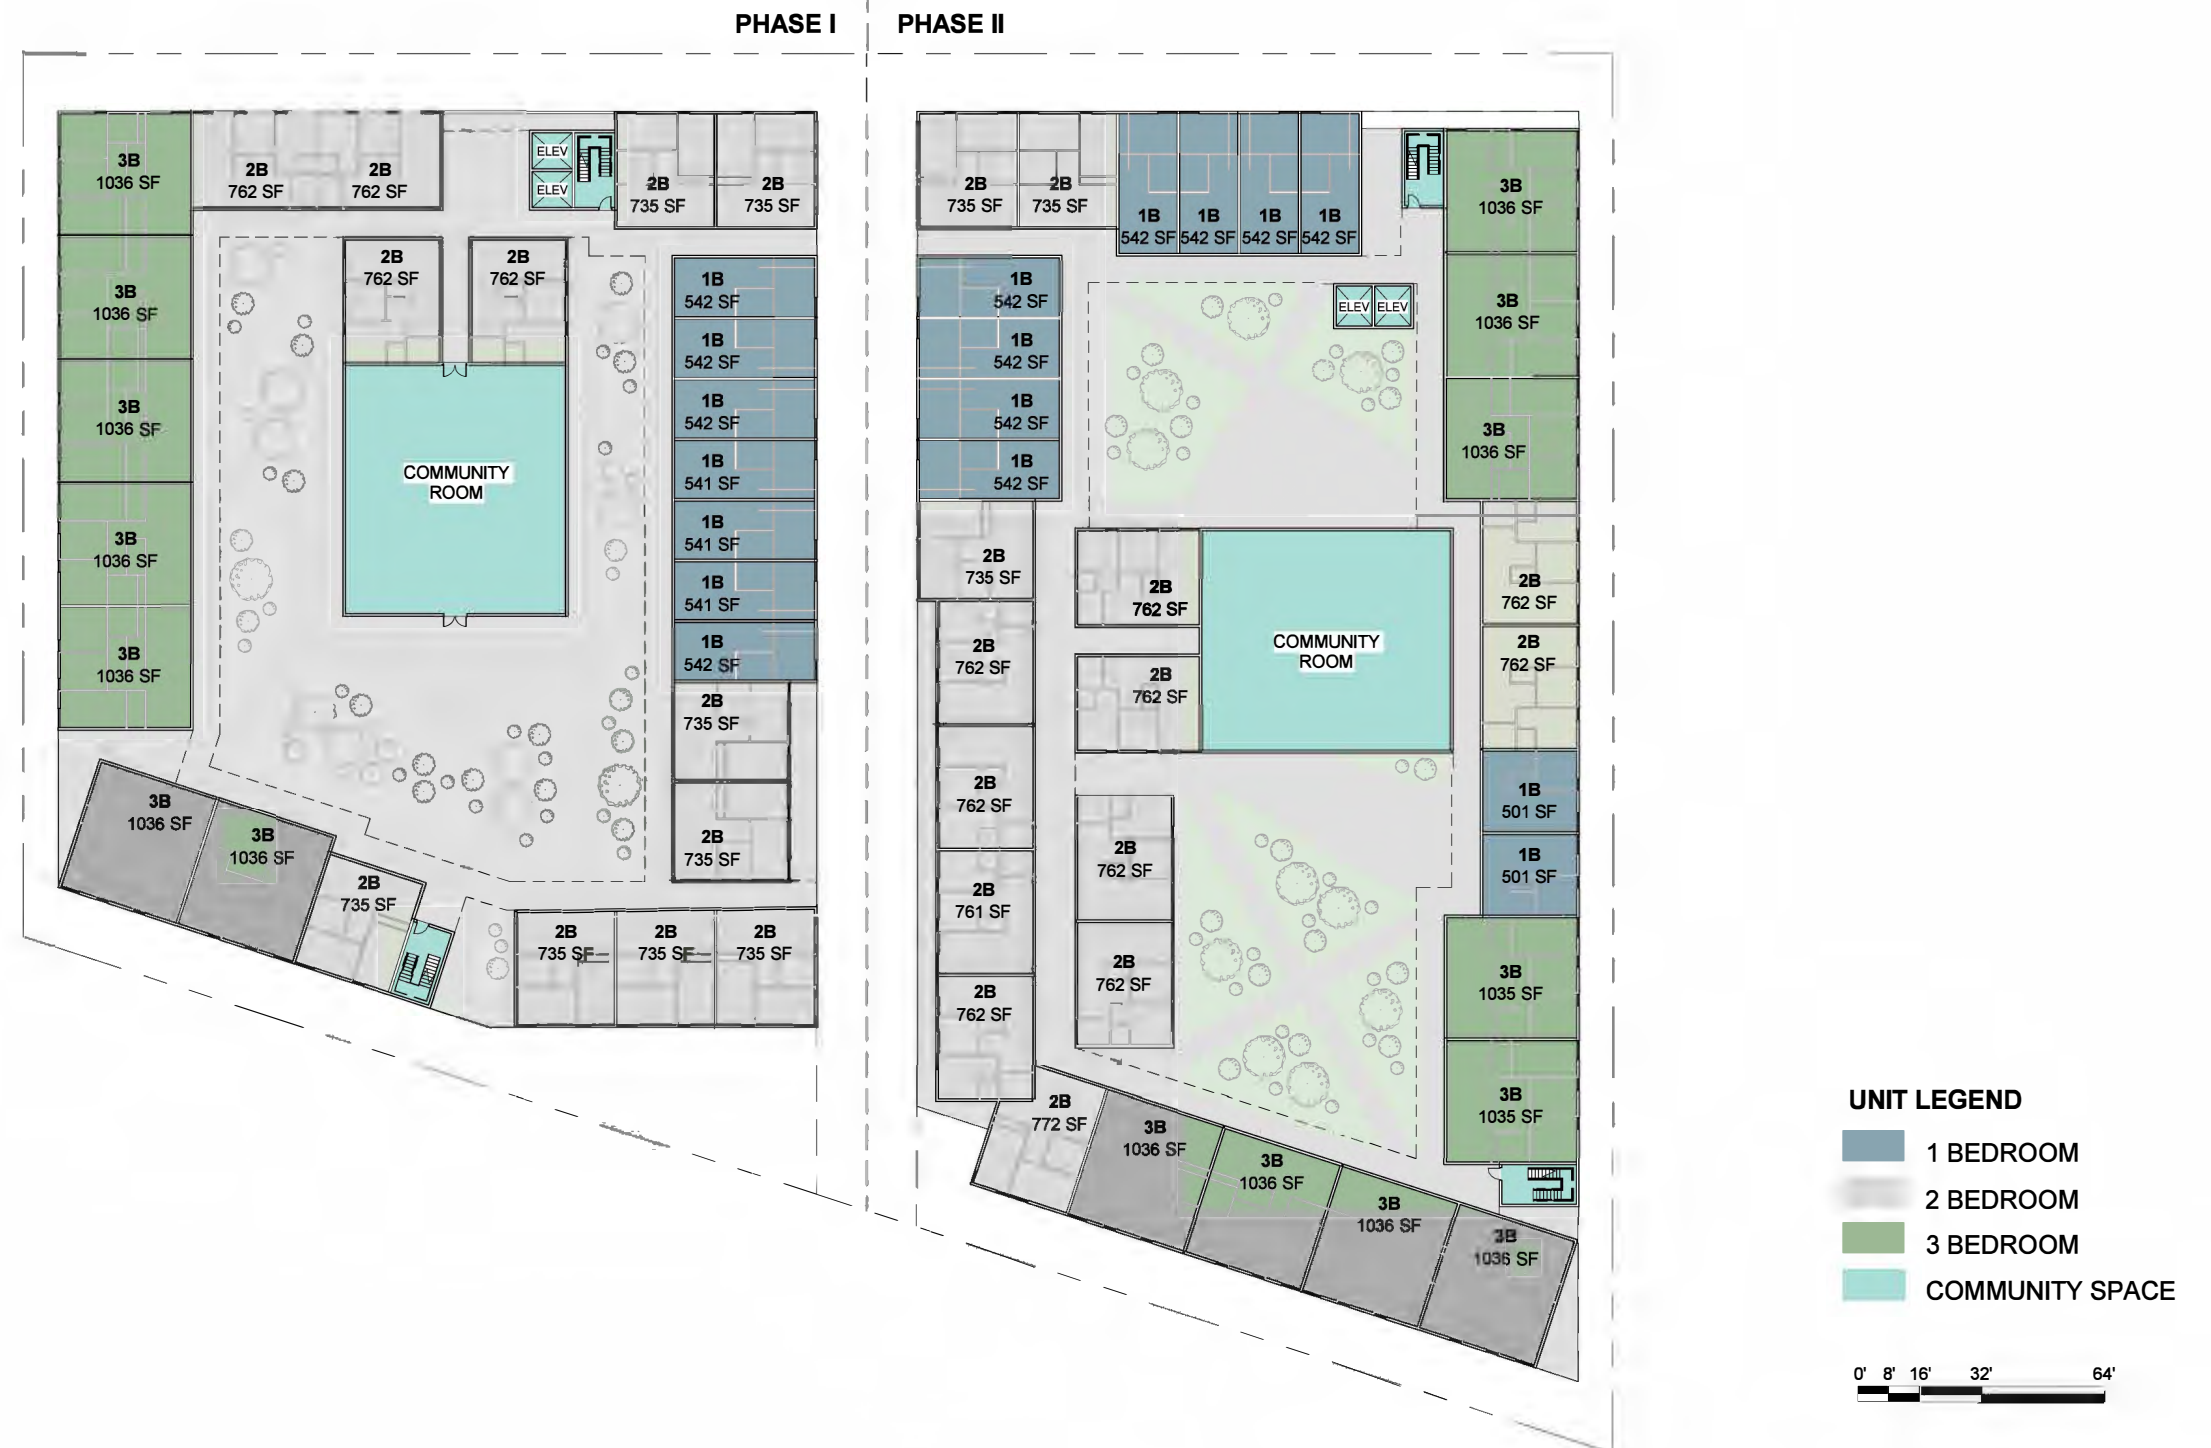 PHASE I
PHASE II
3B
1036 SF
2B
762 SF
2B
762 SF
ELEV
ELEV
2B
735 SF
2B
735 SF
3B
1036 SF
2B
762 SF
2B
762 SF
3B
1036 SF
3B
1036 SF
3B
1036 SF
COMMUNITY
ROOM
1B
542 SF
1B
542 SF
1B
542 SF
1B
541 SF
1B
541 SF
1B
541 SF
1B
542 SF
2B
735 SF
2B
735 SF
3B
1036 SF
3B
1036 SF
2B
735 SF
2B
735 SF
2B
735 SF
2B
735 SF
2B
735 SF
2B
735 SF
1B
542 SF
1B
542 SF
1B
542 SF
1B
542 SF
3B
1036 SF
1B
542 SF
1B
542 SF
1B
542 SF
1B
542 SF
ELEV
ELEV
3B
1036 SF
3B
1036 SF
2B
735 SF
2B
762 SF
2B
762 SF
COMMUNITY
ROOM
2B
762 SF
2B
762 SF
2B
762 SF
2B
762 SF
1B
501 SF
1B
501 SF
2B
762 SF
2B
761 SF
2B
762 SF
2B
762 SF
3B
1035 SF
3B
1035 SF
2B
772 SF
3B
1036 SF
3B
1036 SF
3B
1036 SF
3B
1036 SF
UNIT LEGEND
1 BEDROOM
2 BEDROOM
3 BEDROOM
COMMUNITY SPACE
0' 8' 16' 32' 64'